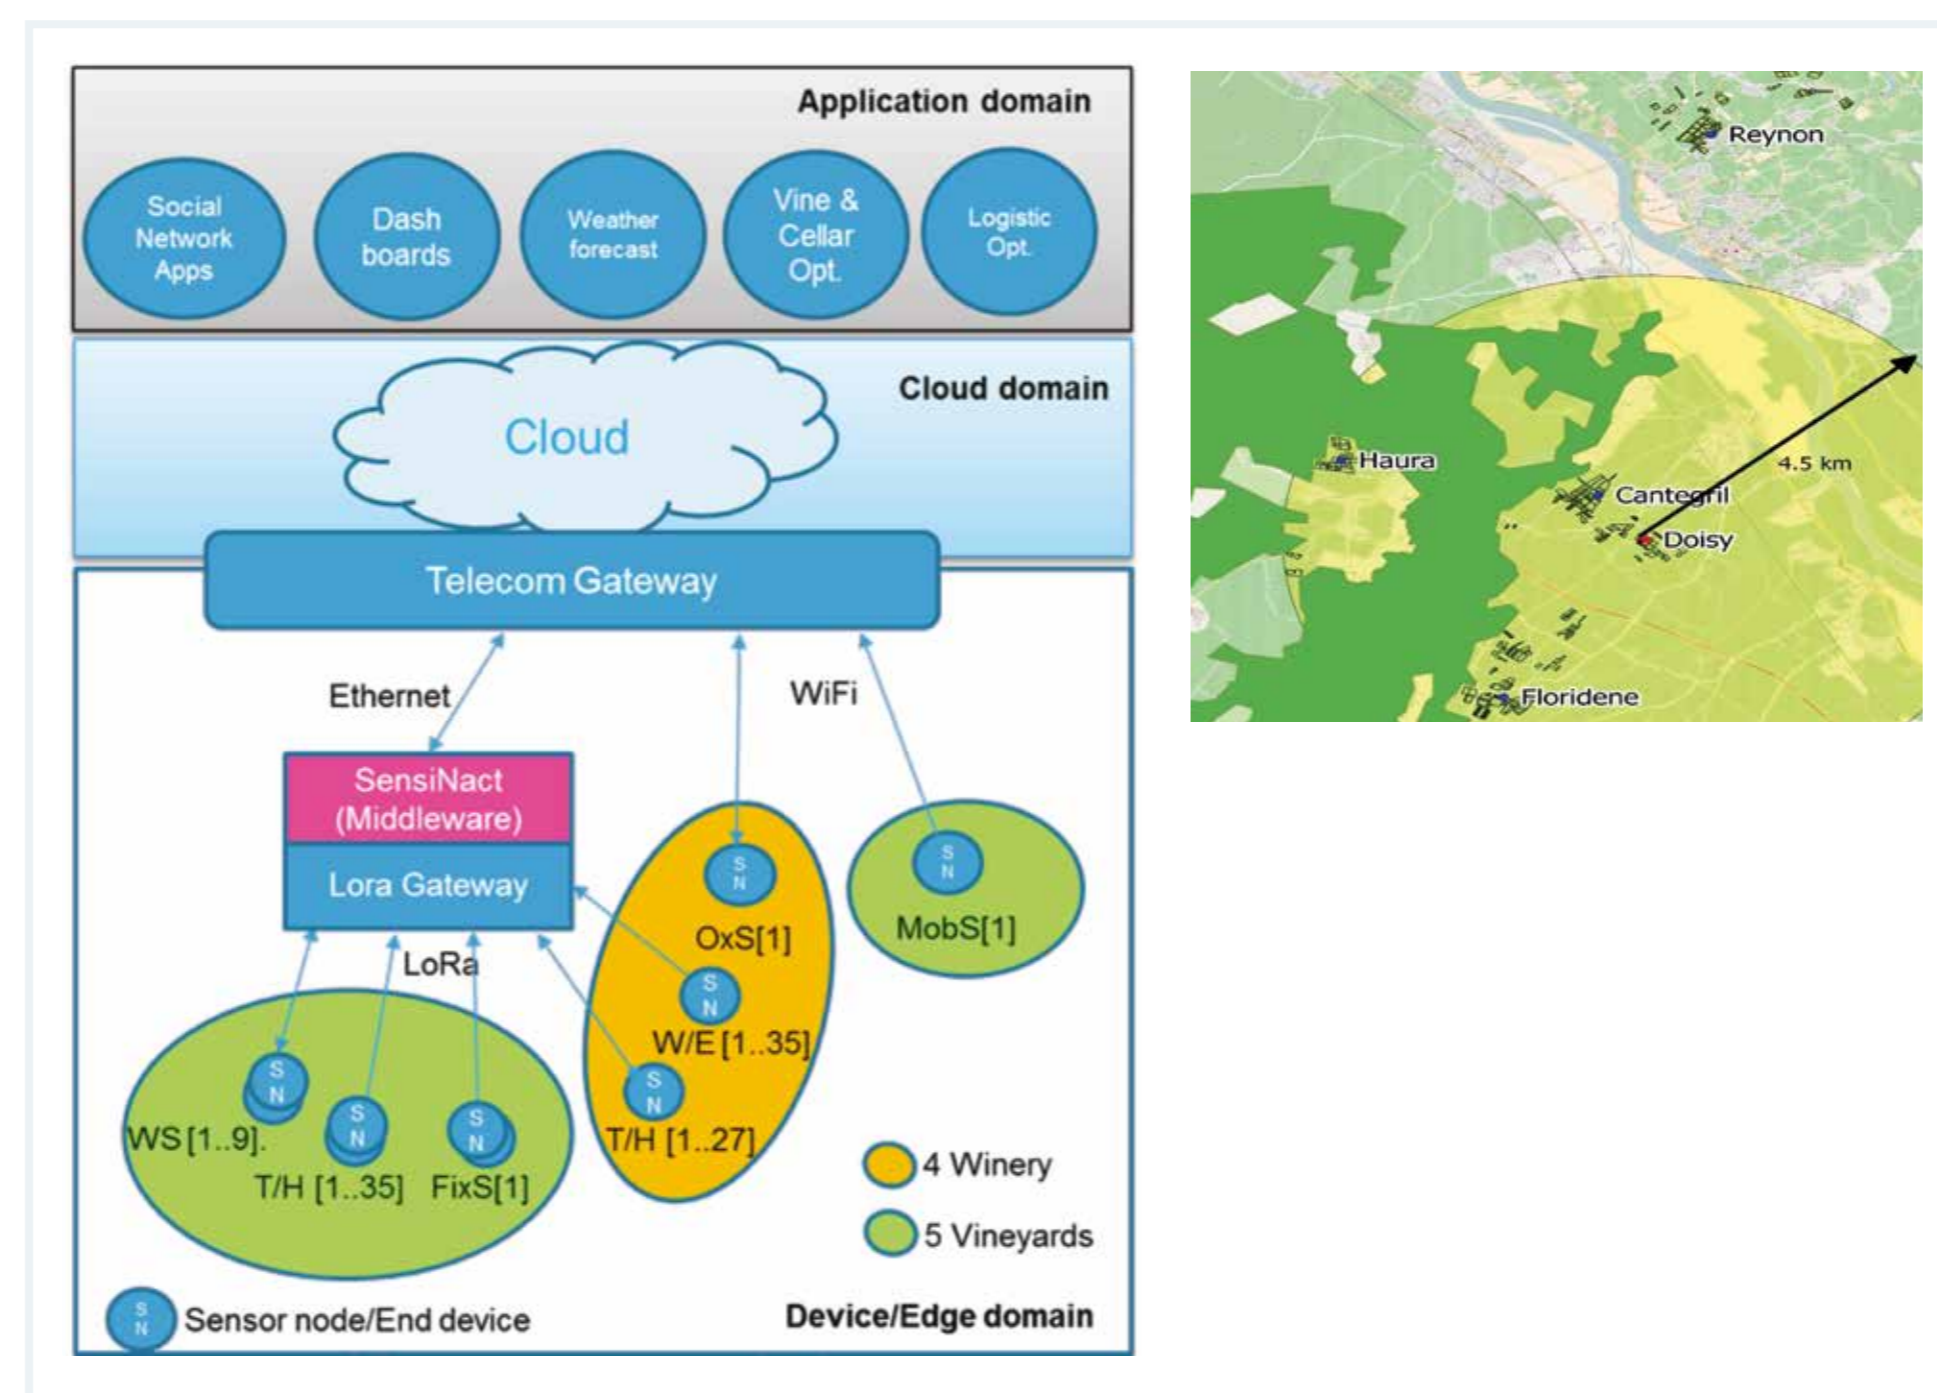 Application domain
Social
Network
Apps
Dash
boards
Weather
forecast
Vine &
Cellar
Opt.
Logistic
Opt.
Cloud domain
Cloud
Telecom Gateway
Ethernet
WiFi
SensiNact
(Middleware)
Lora Gateway
LoRa
S
N
OxS[1]
S
N
MobS[1]
S
N
W/E [1..35]
S
N
T/H [1..27]
S
N
WS [1..9].
S
N
T/H [1..35]
S
N
FixS[1]
4 Winery
5 Vineyards
S
N
Sensor node/End device
Device/Edge domain
Reynon
Haura
4.5 km
Cantegril
Doisy
Floridene